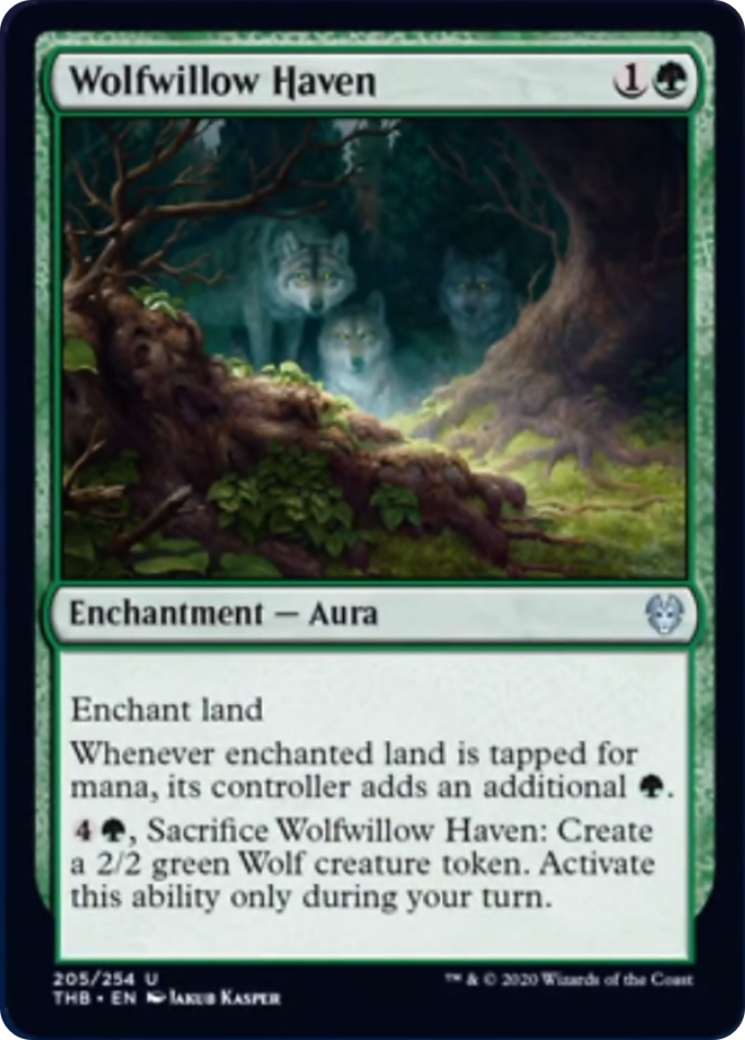 Wolfwillow Haven 1
Enchantment — Aura
Enchant land
Whenever enchanted land is tapped for
mana, its controller adds an additional .
4 , Sacrifice Wolfwillow Haven: Create
a 2/2 green Wolf creature token. Activate
this ability only during your turn.
205/254 U
™ & © 2020 Wizards of the Coast
THB • EN Jakub Kasper